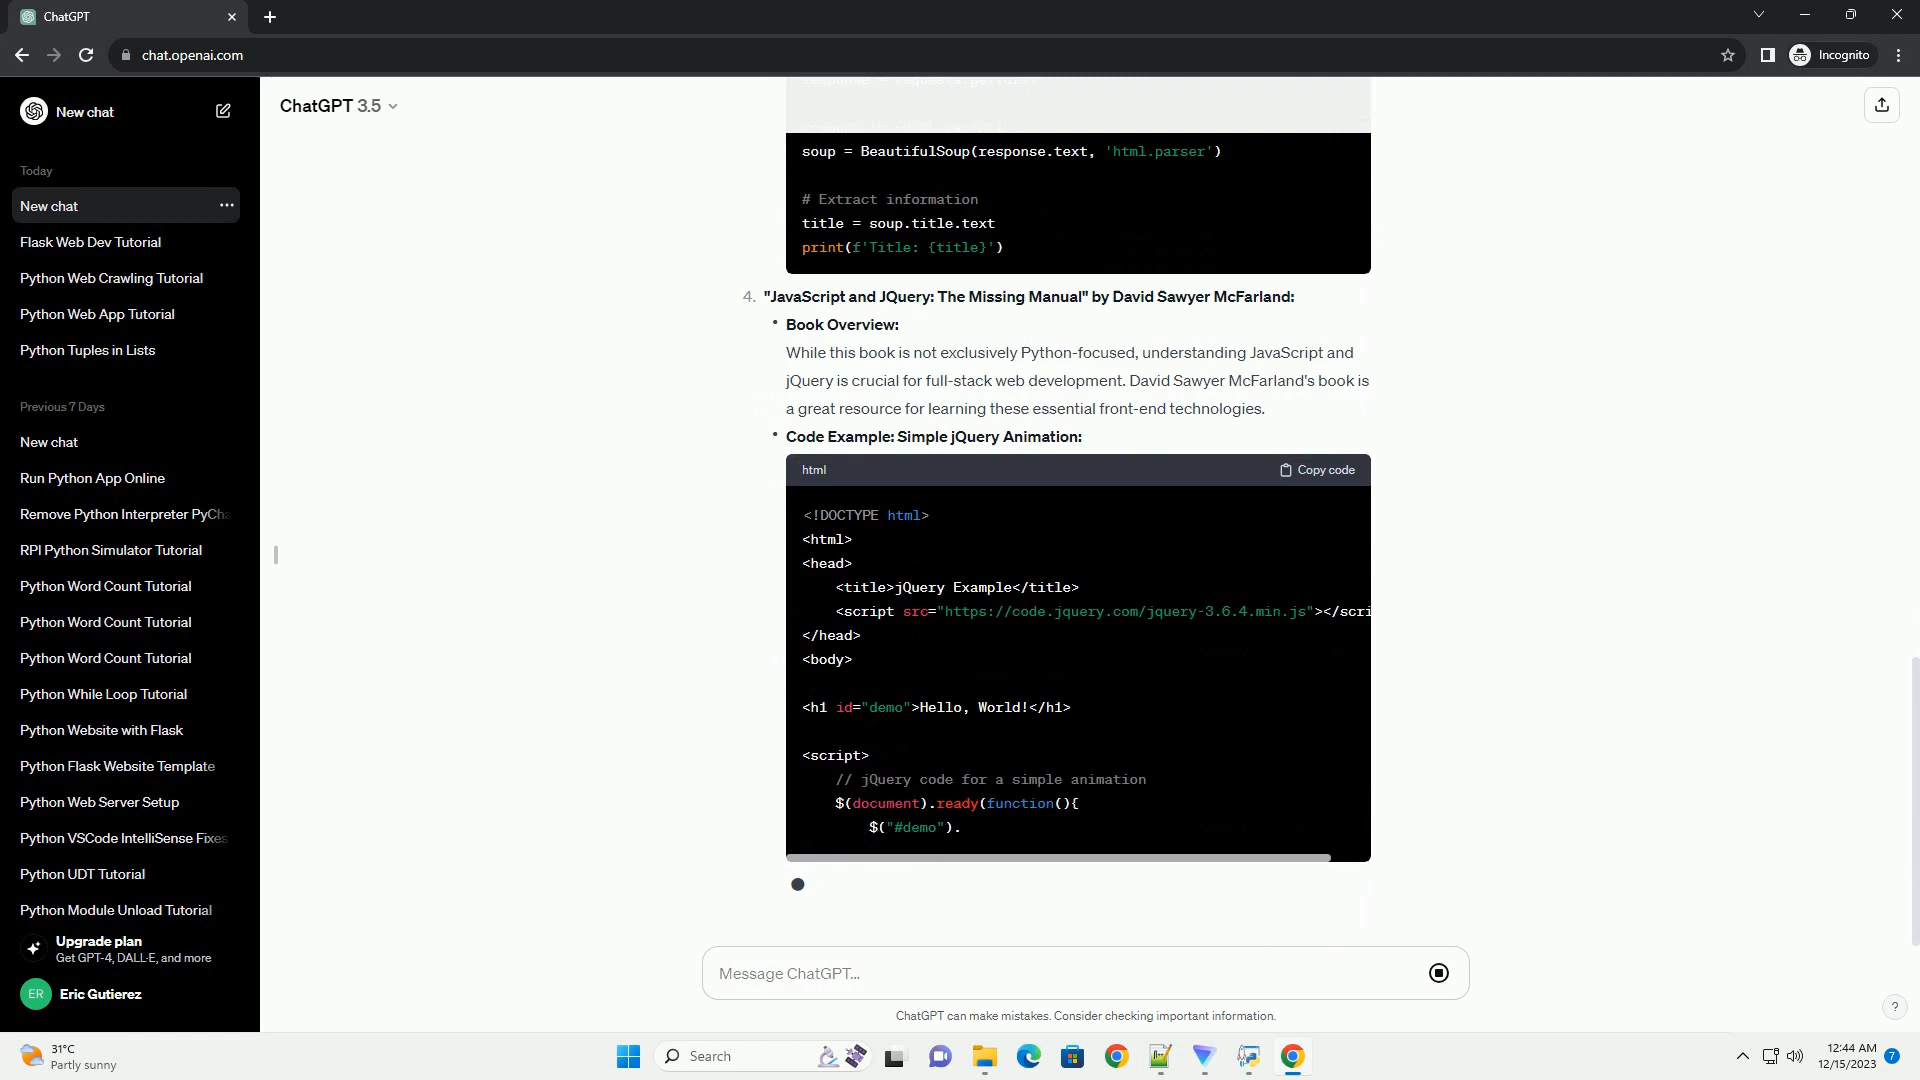 ChatGPT
chat.openai.com
Incognito
New chat
Today
New chat
Flask Web Dev Tutorial
Python Web Crawling Tutorial
Python Web App Tutorial
Python Tuples in Lists
Previous 7 Days
New chat
Run Python App Online
Remove Python Interpreter PyCha
RPI Python Simulator Tutorial
Python Word Count Tutorial
Python Word Count Tutorial
Python Word Count Tutorial
Python While Loop Tutorial
Python Website with Flask
Python Flask Website Template
Python Web Server Setup
Python VSCode IntelliSense Fixes
Python UDT Tutorial
Python Module Unload Tutorial
Upgrade plan
Get GPT-4, DALL·E, and more
ER
Eric Gutierez
ChatGPT 3.5
soup = BeautifulSoup(response.text, 'html.parser')
# Extract information
title = soup.title.text
print(f'Title: {title}')
4. "JavaScript and JQuery: The Missing Manual" by David Sawyer McFarland:
• Book Overview:
While this book is not exclusively Python-focused, understanding JavaScript and
jQuery is crucial for full-stack web development. David Sawyer McFarland's book is
a great resource for learning these essential front-end technologies.
• Code Example: Simple jQuery Animation:
html
Copy code
<!DOCTYPE html>
<html>
<head>
<title>jQuery Example</title>
<script src="https://code.jquery.com/jquery-3.6.4.min.js"></scri
</head>
<body>
<h1 id="demo">Hello, World!</h1>
<script>
// jQuery code for a simple animation
$(document).ready(function(){
$("#demo").
Message ChatGPT...
ChatGPT can make mistakes. Consider checking important information.
?
31°C
Partly sunny
Search
12:44 AM
12/15/2023
7